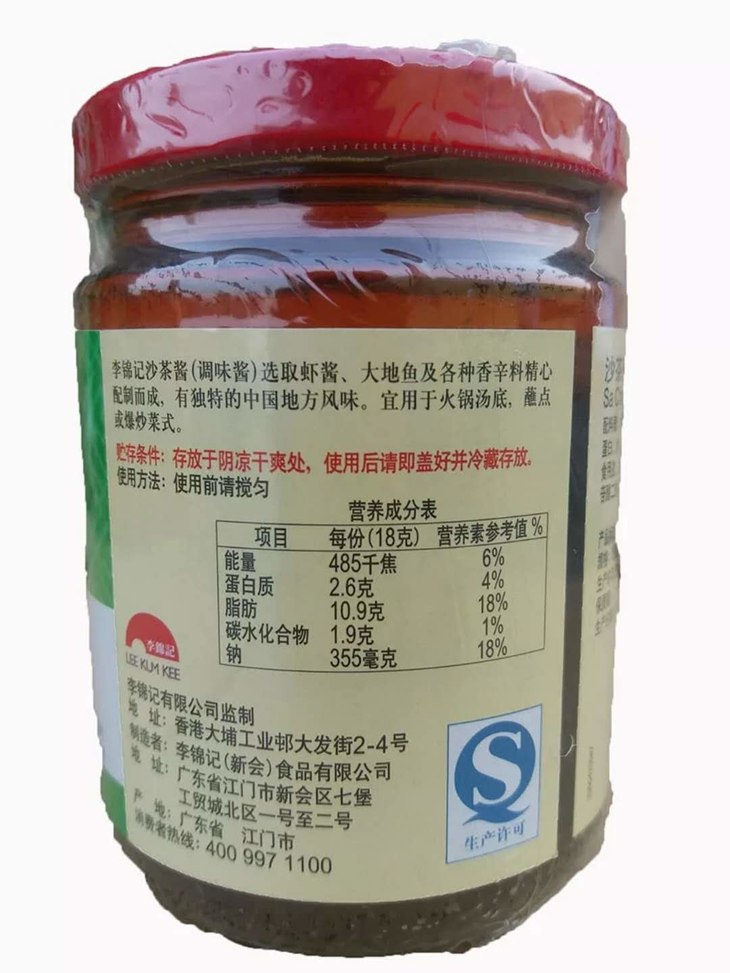 李锦记沙茶酱(调味酱)选取虾酱、大地鱼及各种香辛料精心
配制而成，有独特的中国地方风味。宜用于火锅汤底，蘸点
或爆炒菜式。
贮存条件：存放于阴凉干爽处，使用后请即盖好并冷藏存放。
使用方法：使用前请搅匀
营养成分表
项目 每份(18克) 营养素参考值 %
能量 485千焦 6%
蛋白质 2.6克 4%
脂肪 10.9克 18%
碳水化合物 1.9克 1%
钠 355毫克 18%
李錦記
LEE KUM KEE
李锦记有限公司监制
地 址：香港大埔工业邨大发街2-4号
制造者：李锦记(新会)食品有限公司
地 址：广东省江门市新会区七堡
工贸城北区一号至二号
产 地：广东省 江门市
消费者热线：400 997 1100
生产许可
沙茶
Sa C